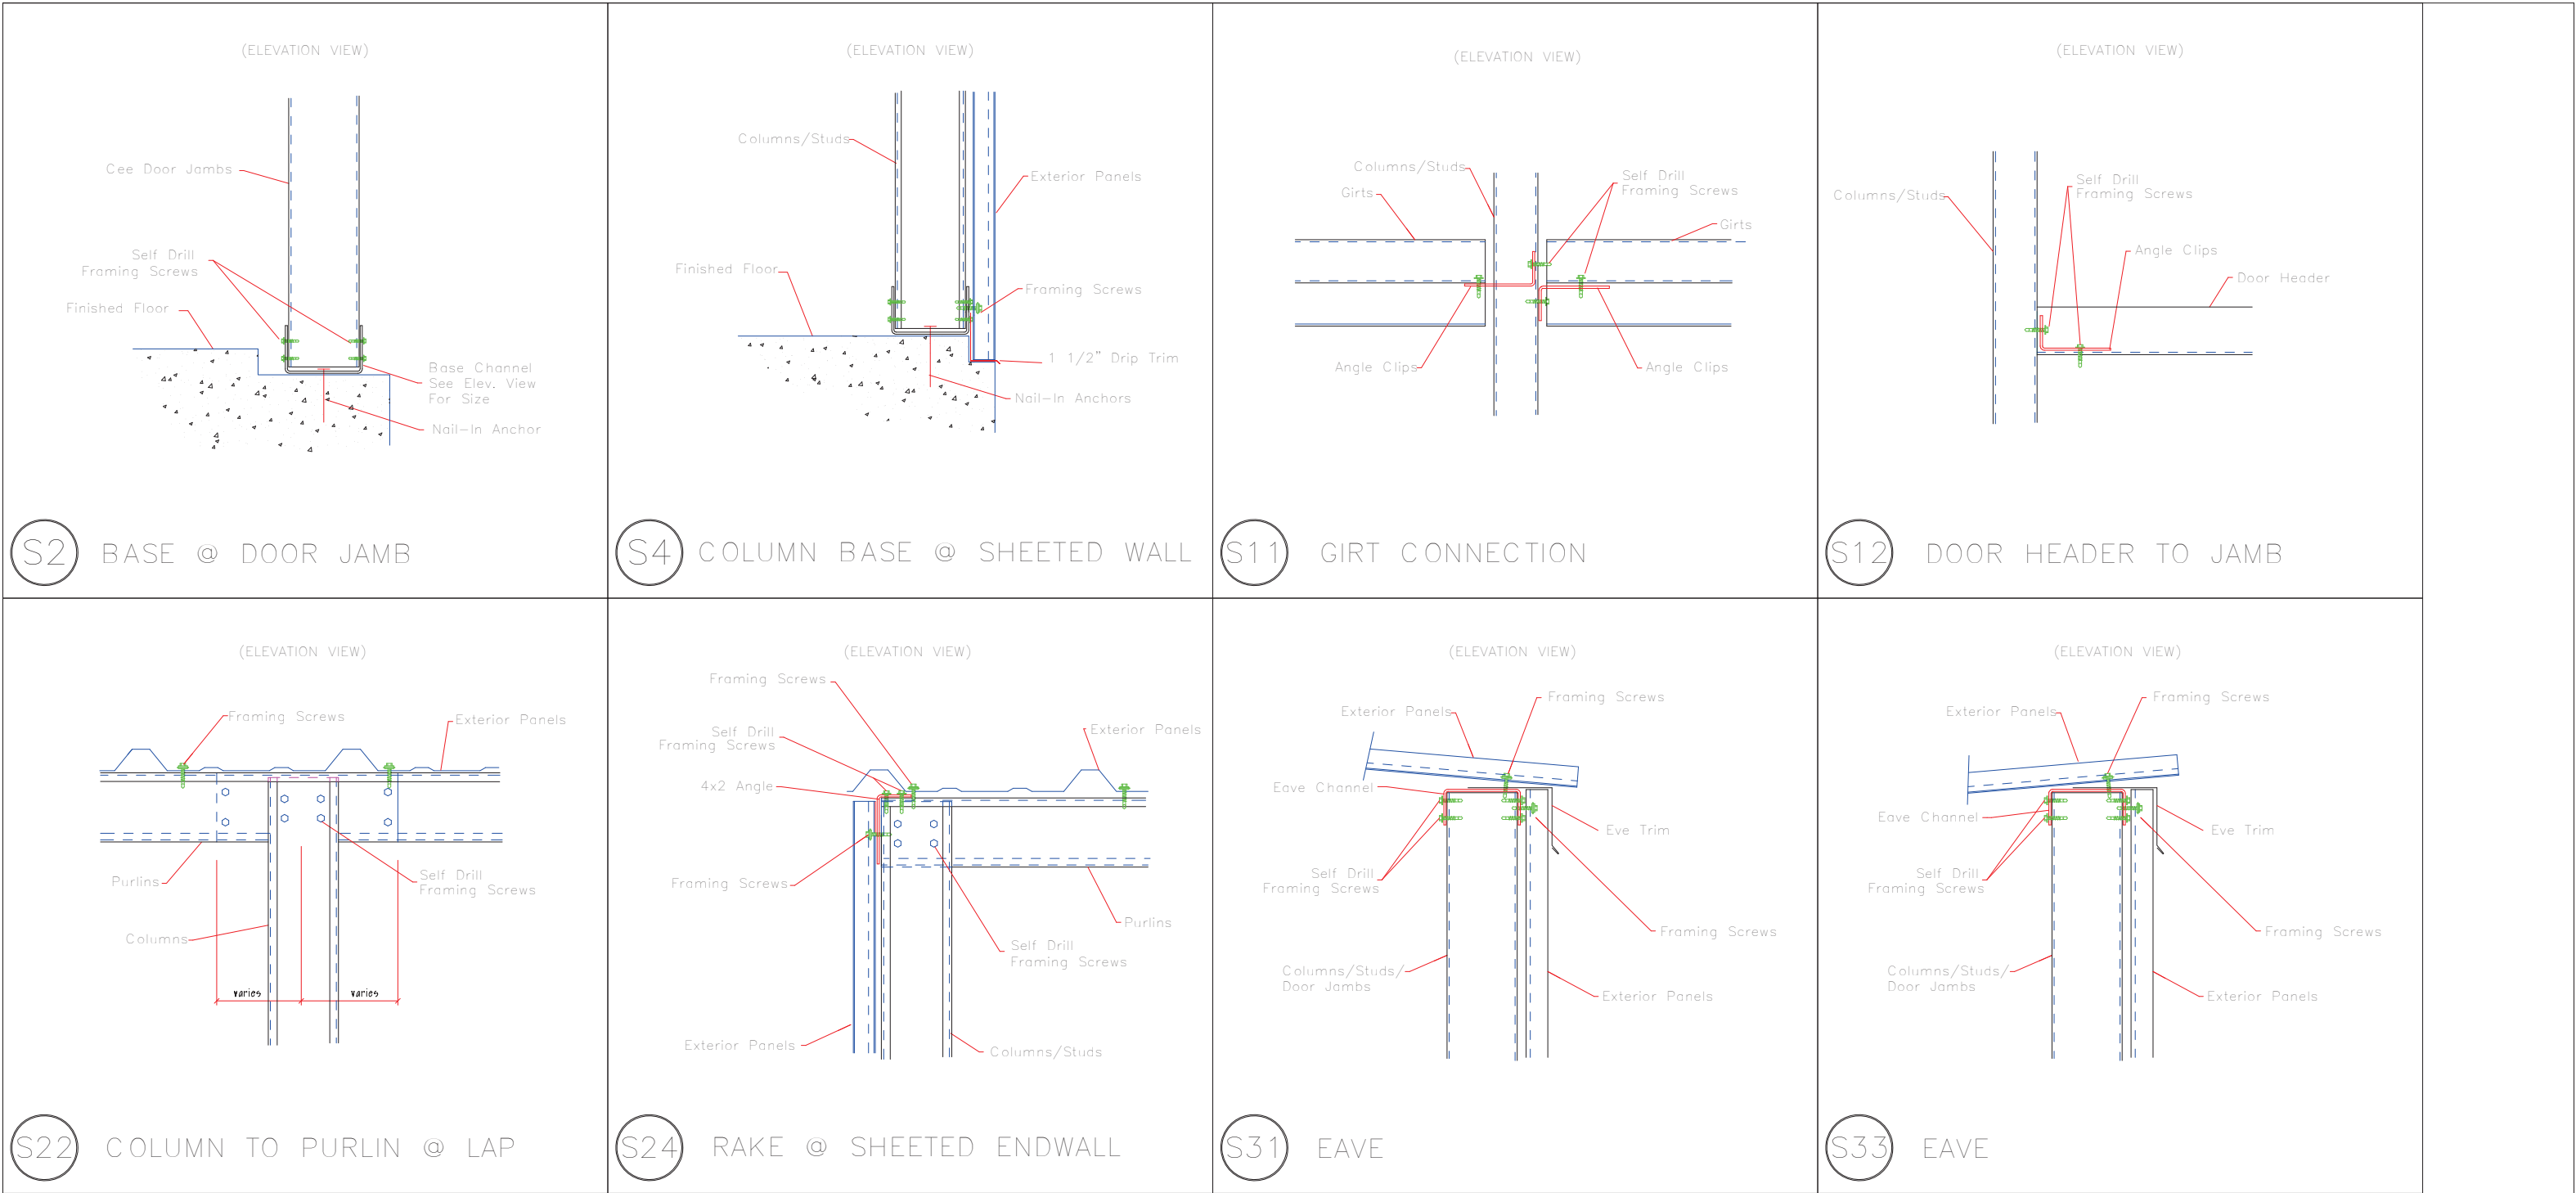 (ELEVATION VIEW)
Cee Door Jambs
Self Drill
Framing Screws
Finished Floor
Base Channel
See Elev. View
For Size
Nail-In Anchor
S2
BASE @ DOOR JAMB
(ELEVATION VIEW)
Columns/Studs
Exterior Panels
Finished Floor
Framing Screws
1 1/2" Drip Trim
Nail-In Anchors
S4
COLUMN BASE @ SHEETED WALL
(ELEVATION VIEW)
Columns/Studs
Self Drill
Framing Screws
Girts
Girts
Angle Clips
Angle Clips
S11
GIRT CONNECTION
(ELEVATION VIEW)
Self Drill
Framing Screws
Columns/Studs
Angle Clips
Door Header
S12
DOOR HEADER TO JAMB
(ELEVATION VIEW)
Framing Screws
Exterior Panels
Purlins
Self Drill
Framing Screws
Columns
varies
varies
S22
COLUMN TO PURLIN @ LAP
(ELEVATION VIEW)
Framing Screws
Self Drill
Framing Screws
Exterior Panels
4x2 Angle
Framing Screws
Purlins
Self Drill
Framing Screws
Exterior Panels
Columns/Studs
S24
RAKE @ SHEETED ENDWALL
(ELEVATION VIEW)
Framing Screws
Exterior Panels
Eave Channel
Eve Trim
Self Drill
Framing Screws
Framing Screws
Columns/Studs/
Door Jambs
Exterior Panels
S31
EAVE
(ELEVATION VIEW)
Framing Screws
Exterior Panels
Eave Channel
Eve Trim
Self Drill
Framing Screws
Framing Screws
Columns/Studs/
Door Jambs
Exterior Panels
S33
EAVE